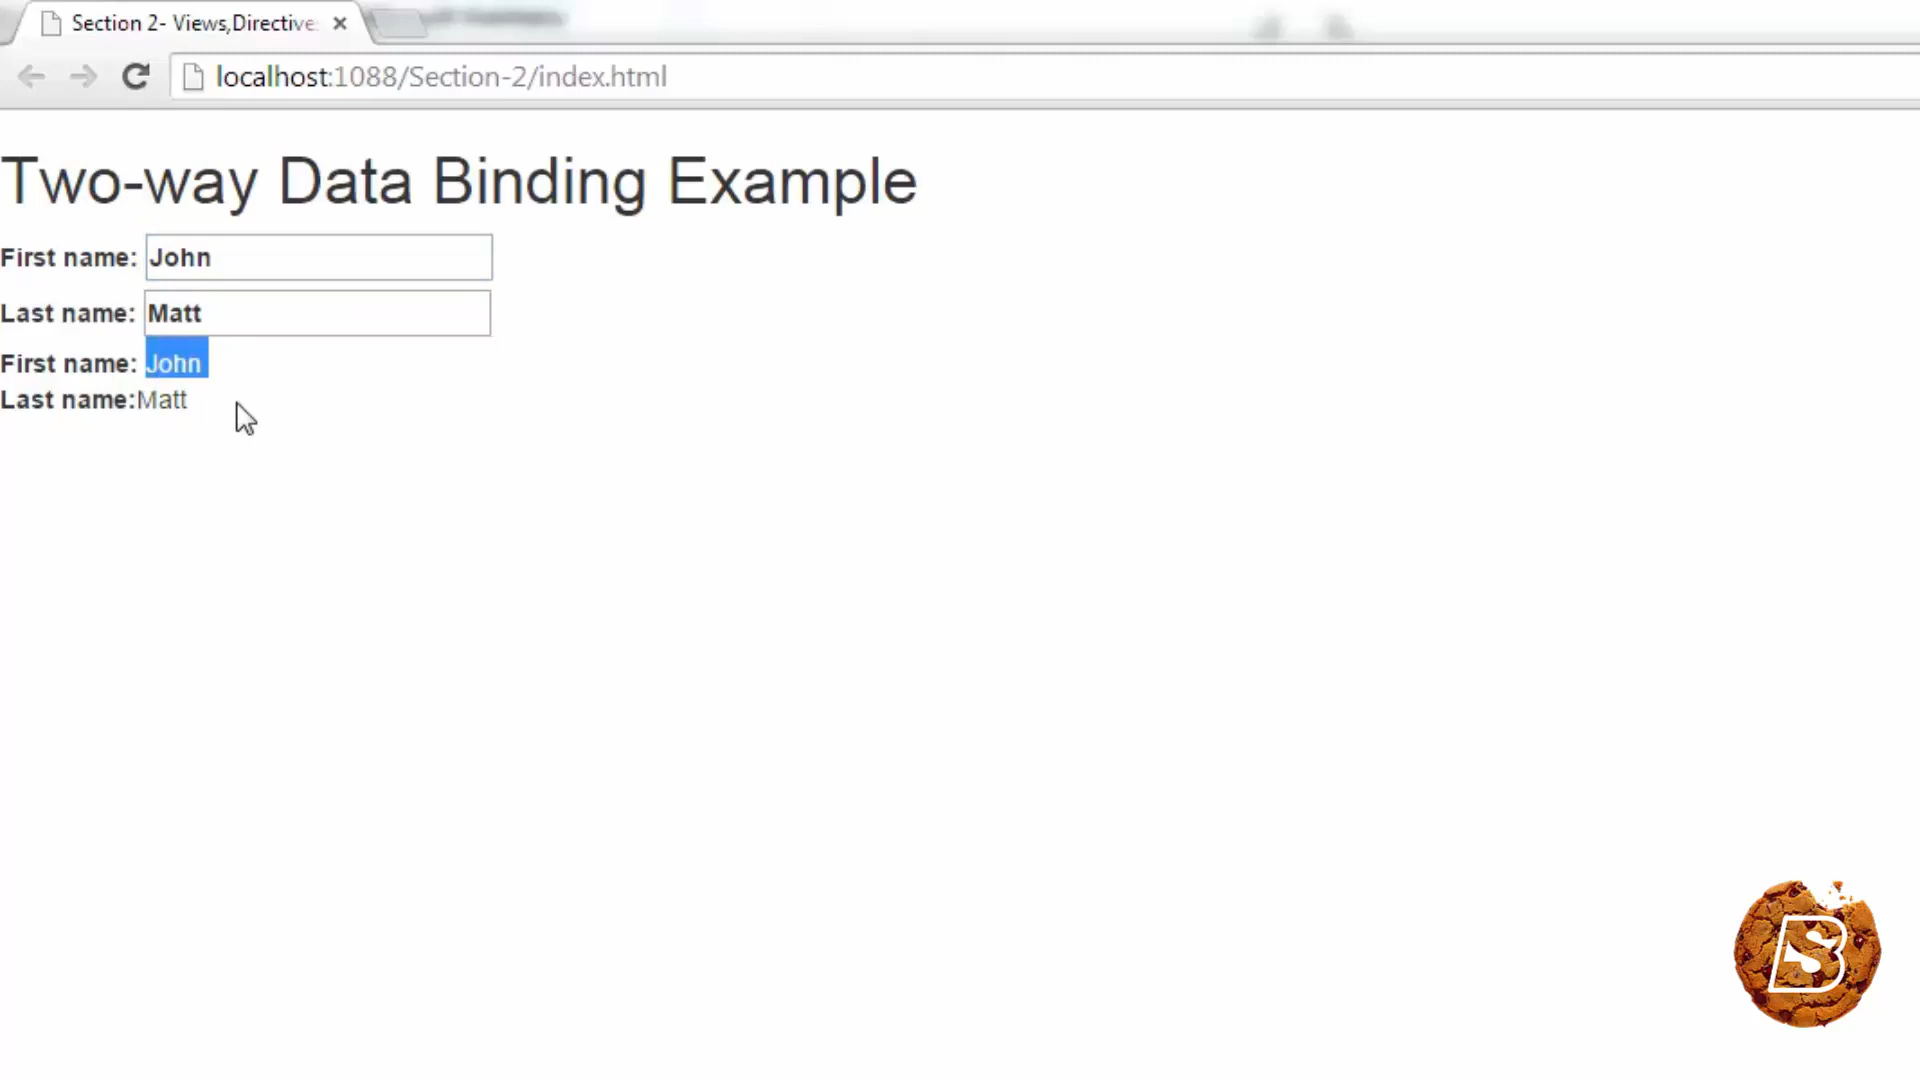 Section 2- Views,Directive
localhost:1088/Section-2/index.html
Two-way Data Binding Example
First name: John
Last name: Matt
First name: John
Last name:Matt